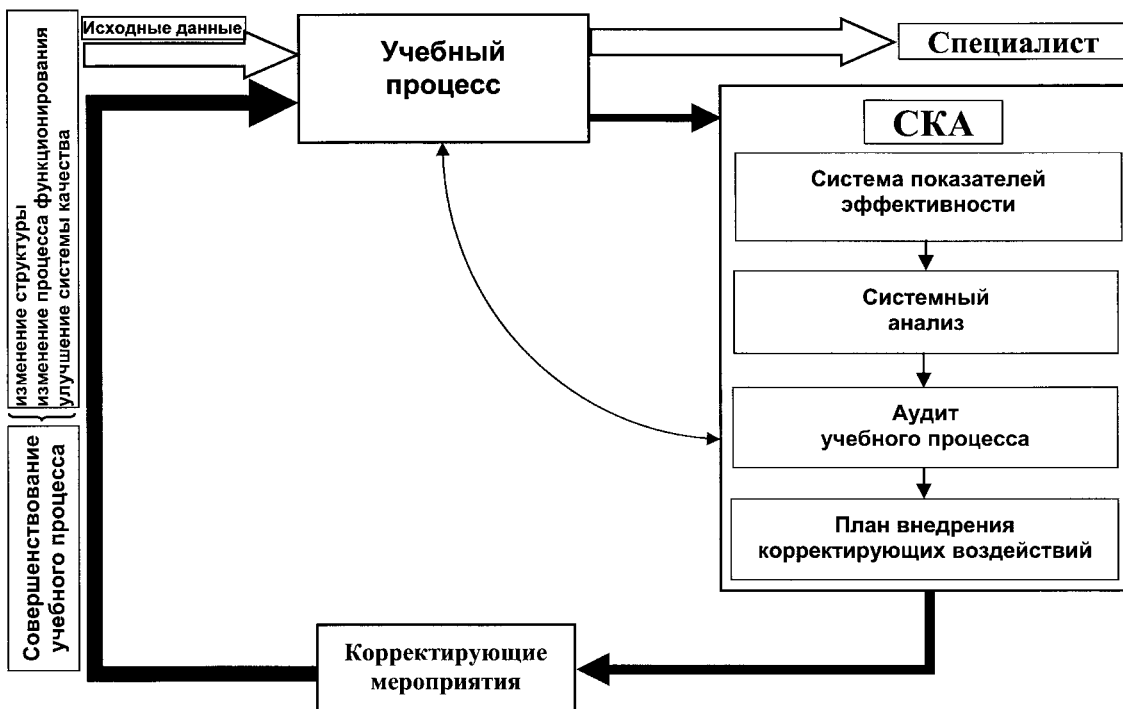 Исходные данные
Учебный
процесс
Специалист
изменение структуры
изменение процесса функционирования
улучшение системы качества
СКА
Система показателей
эффективности
Системный
анализ
Аудит
учебного процесса
План внедрения
корректирующих воздействий
Совершенствование
учебного процесса
Корректирующие
мероприятия